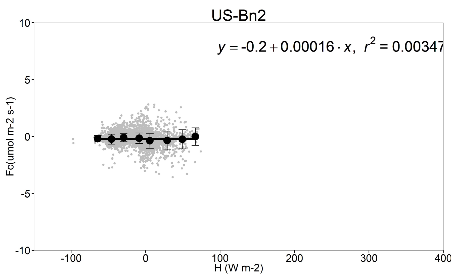 US-Bn2
y = -0.2 + 0.00016 · x, r² = 0.00347
10
5
0
-5
-10
Fc(umol m-2 s-1)
-100 0 100 200 300 400
H (W m-2)